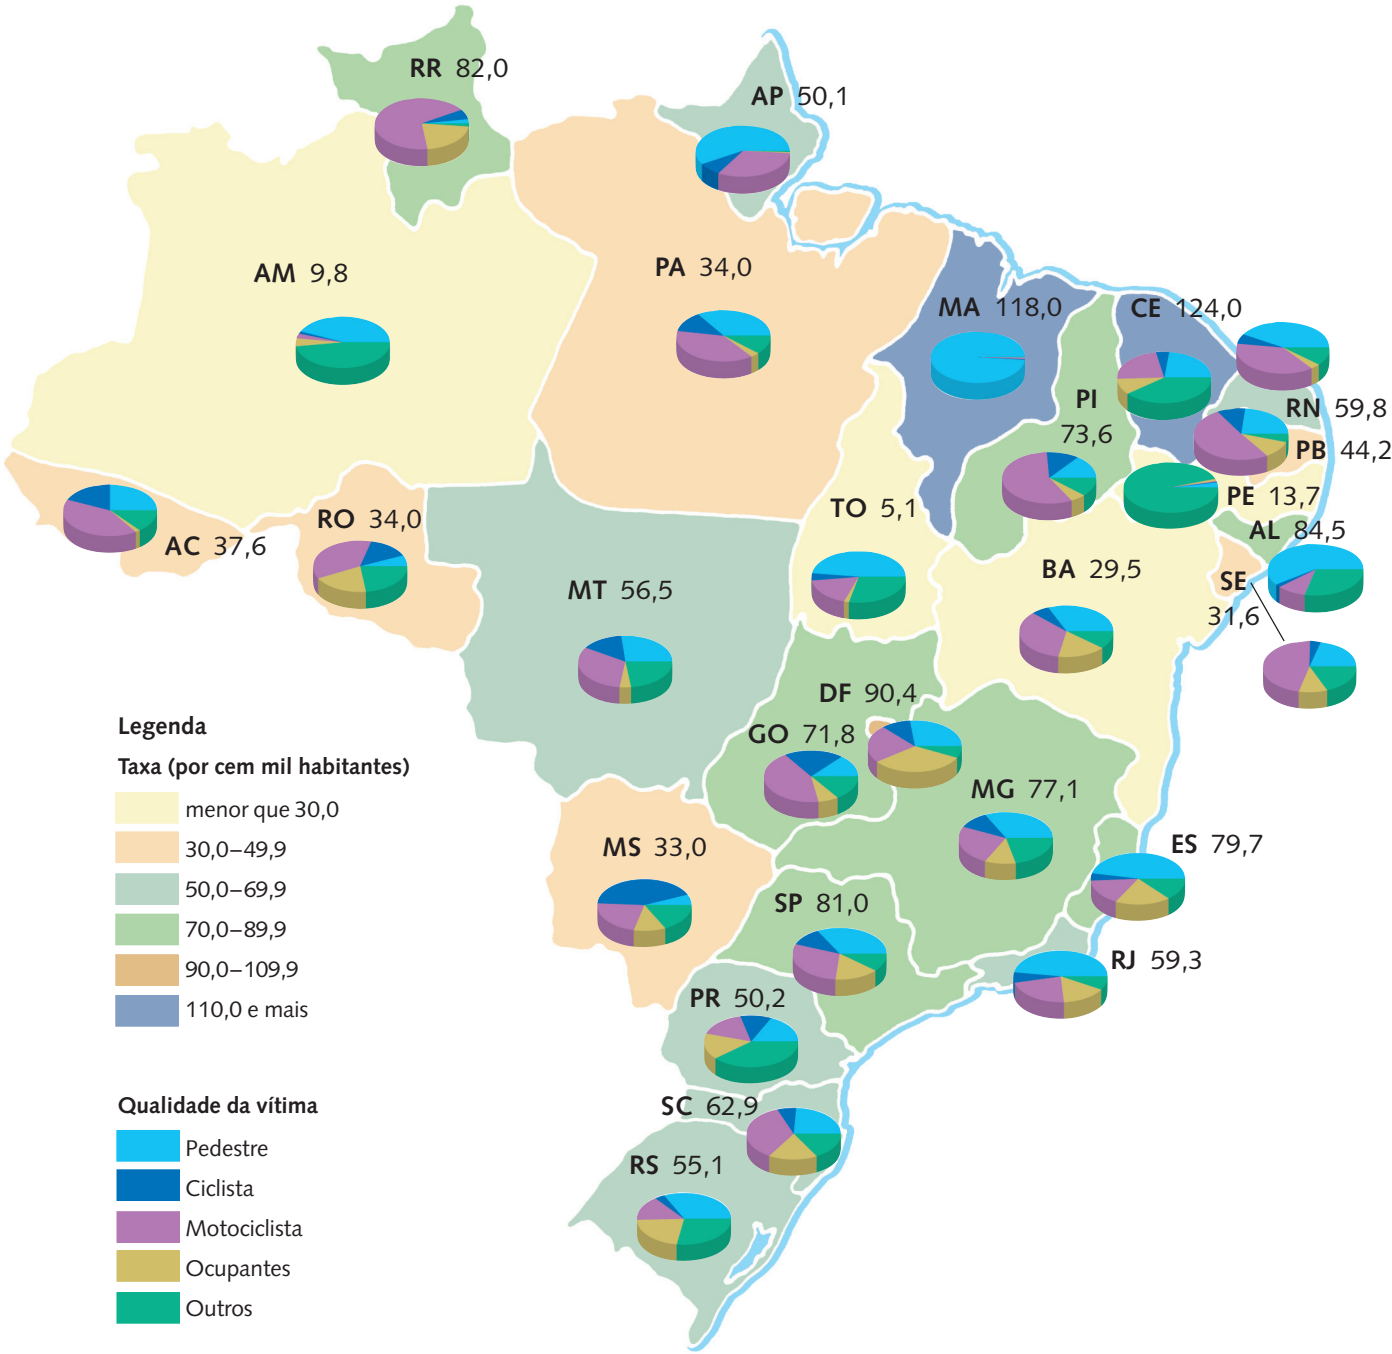 RR 82,0
AP 50,1
AM 9,8
PA 34,0
MA 118,0
CE 124,0
PI
73,6
RN 59,8
PB 44,2
PE 13,7
AL 84,5
TO 5,1
RO 34,0
AC 37,6
BA 29,5
SE
31,6
MT 56,5
DF 90,4
GO 71,8
MG 77,1
MS 33,0
ES 79,7
SP 81,0
RJ 59,3
PR 50,2
SC 62,9
RS 55,1
Legenda
Taxa (por cem mil habitantes)
menor que 30,0
30,0–49,9
50,0–69,9
70,0–89,9
90,0–109,9
110,0 e mais
Qualidade da vítima
Pedestre
Ciclista
Motociclista
Ocupantes
Outros